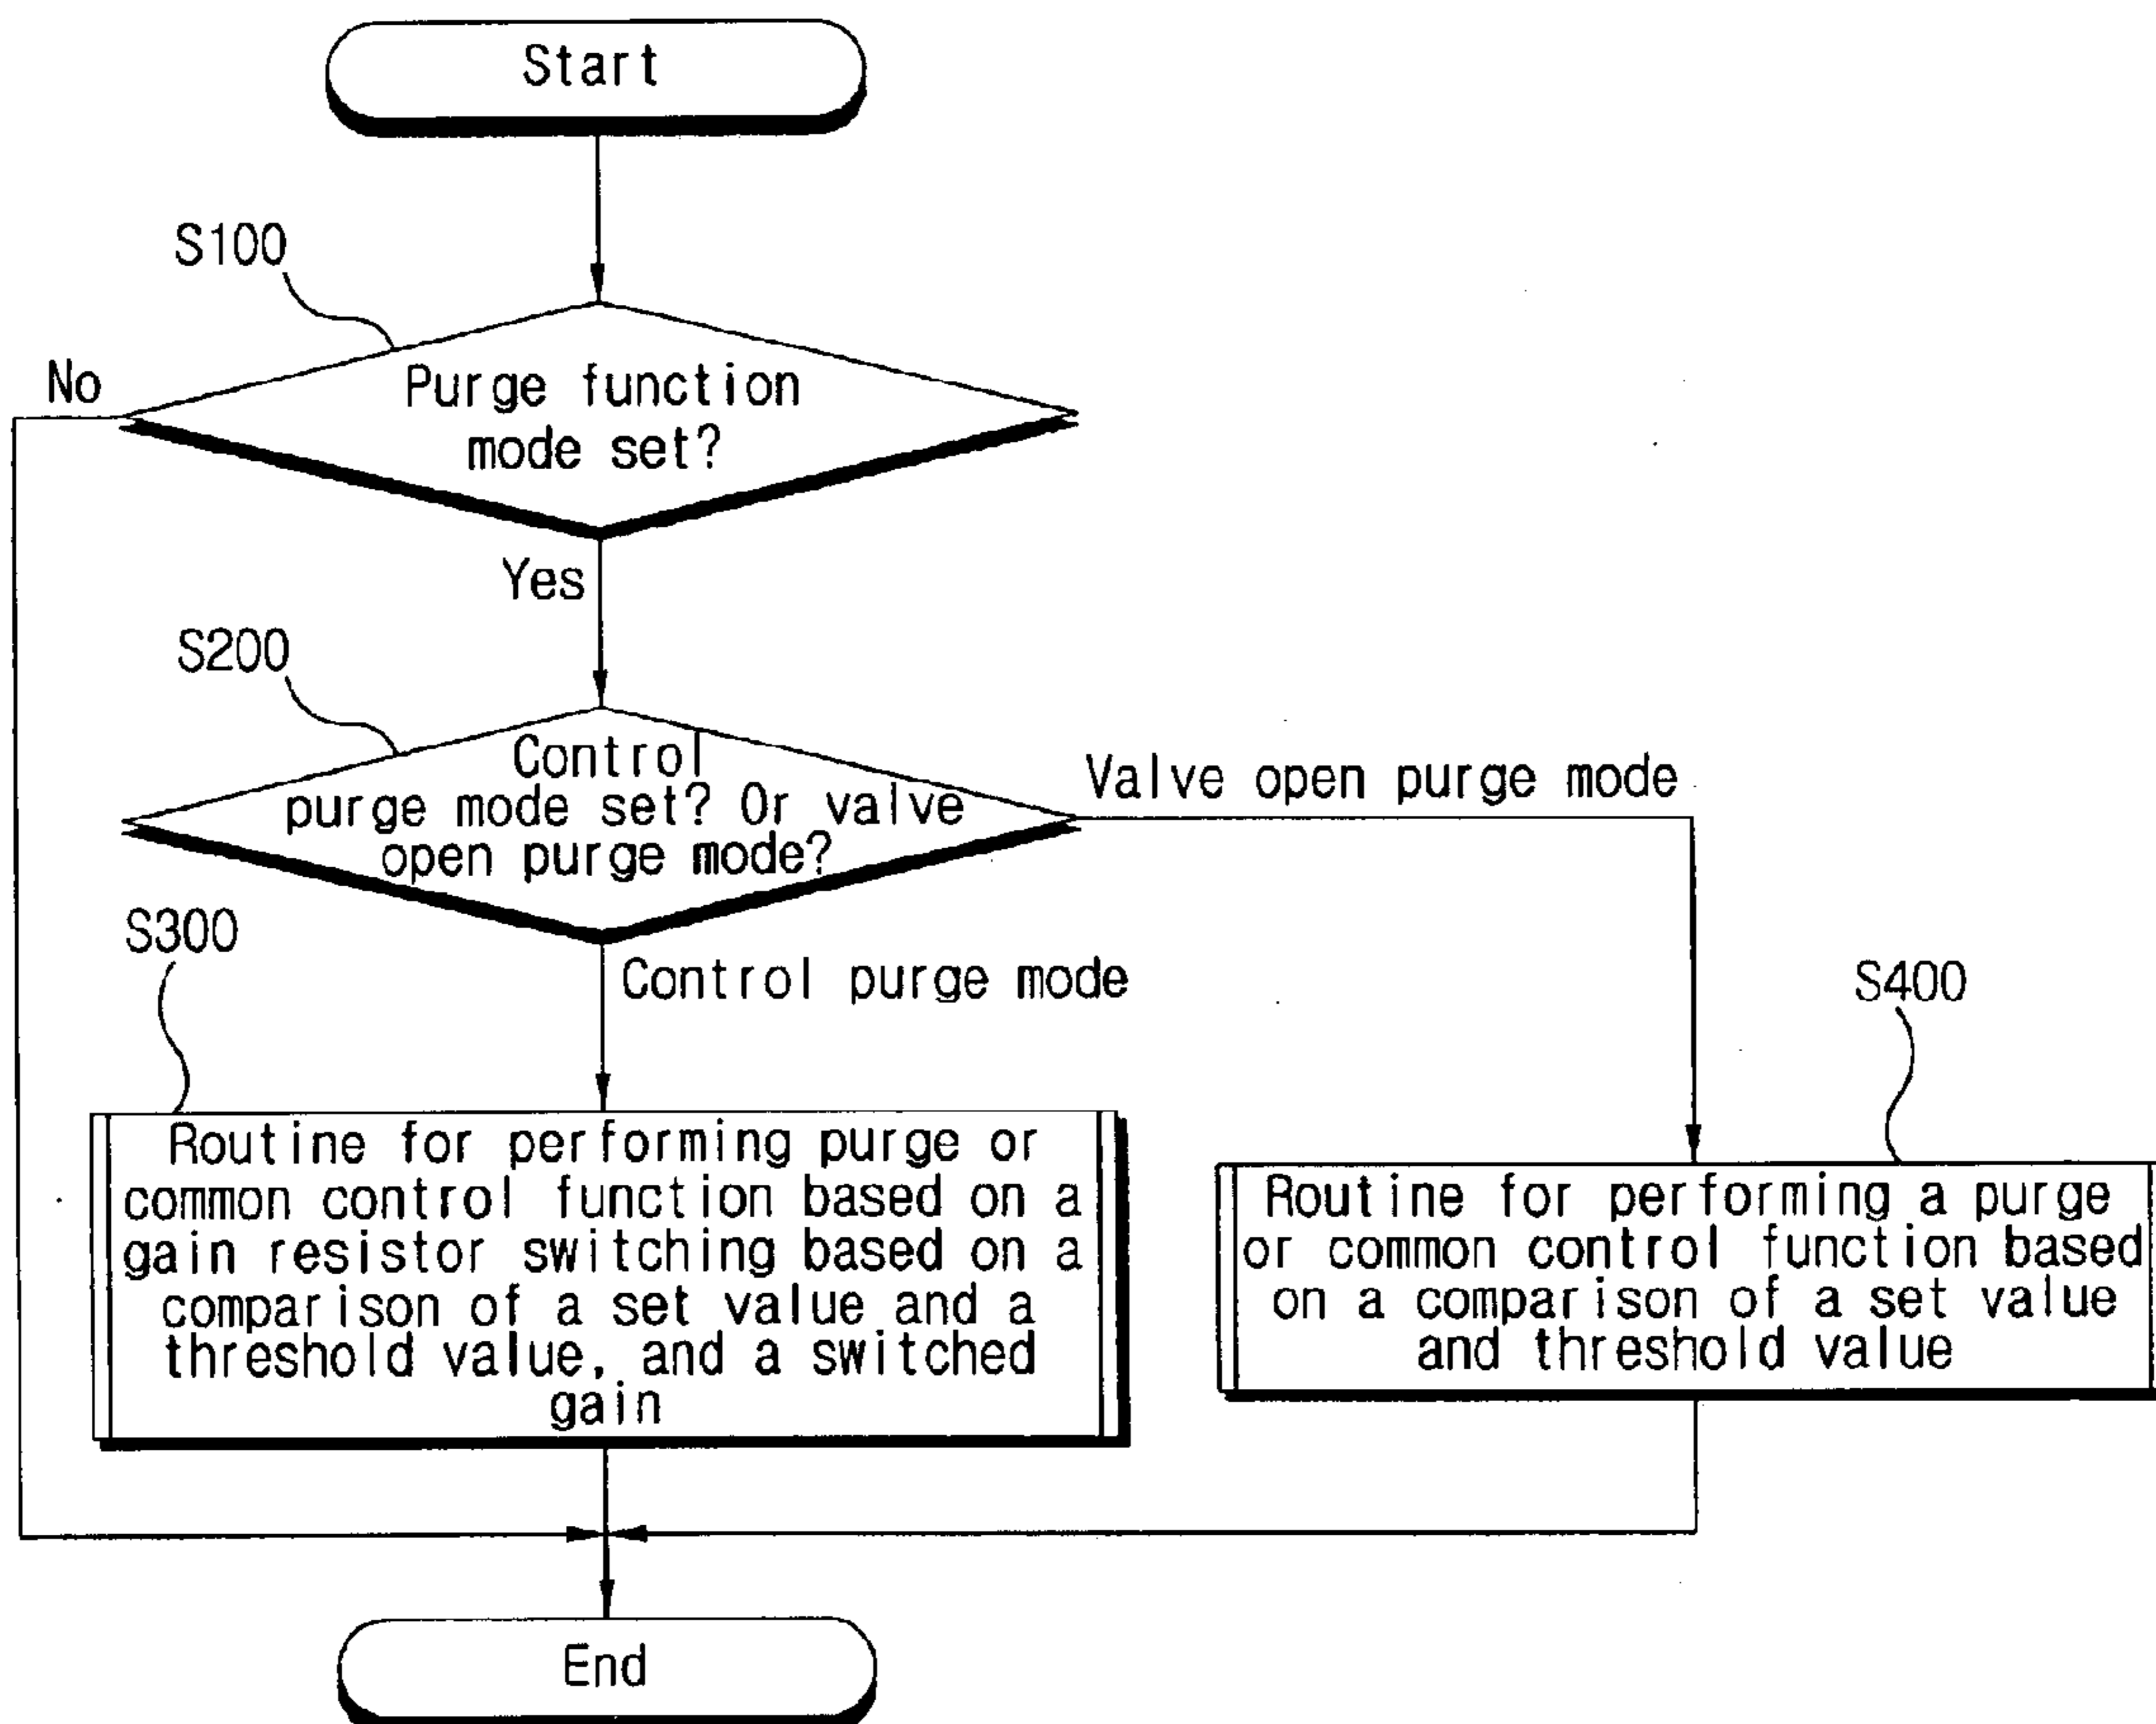 Start
S100
No
Purge function
mode set?
Yes
S200
Control
purge mode set? Or valve
open purge mode?
Valve open purge mode
S300
Control purge mode
S400
Routine for performing purge or
common control function based on a
gain resistor switching based on a
comparison of a set value and a
threshold value, and a switched
gain
Routine for performing a purge
or common control function based
on a comparison of a set value
and threshold value
End